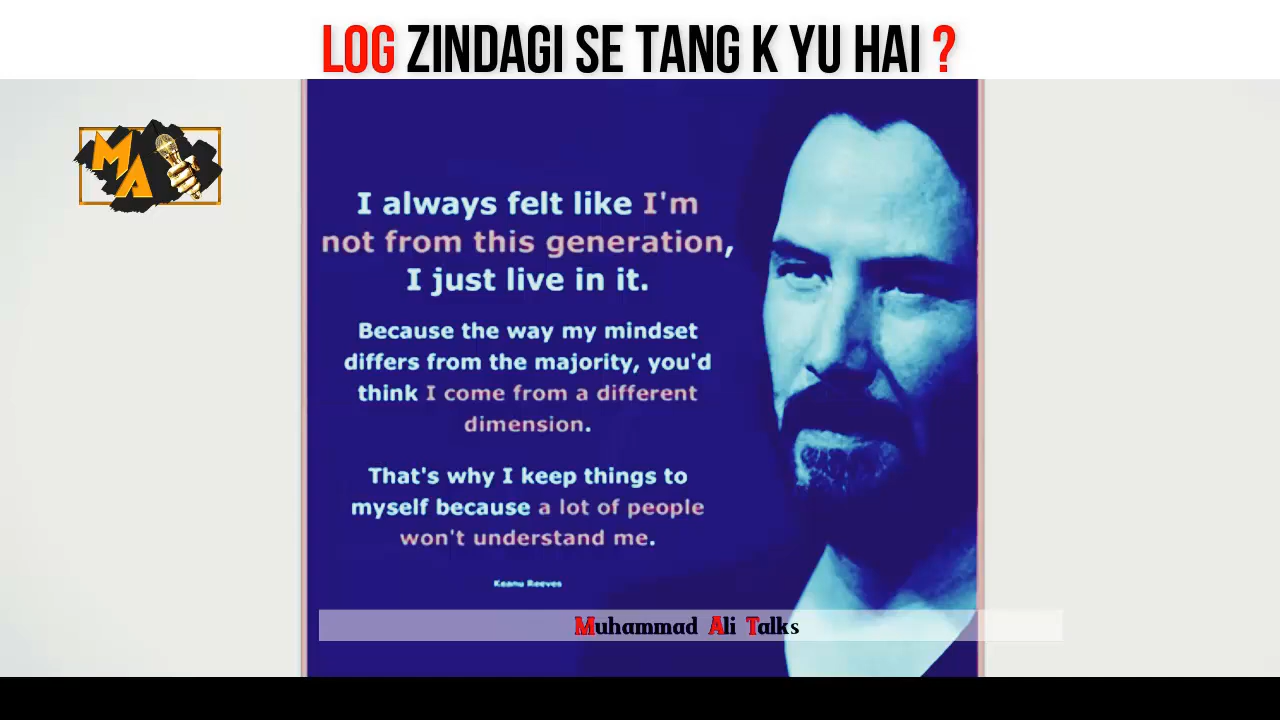 LOG ZINDAGI SE TANG K YU HAI ?
MA
I always felt like I'm
not from this generation,
I just live in it.
Because the way my mindset
differs from the majority, you'd
think I come from a different
dimension.
That's why I keep things to
myself because a lot of people
won't understand me.
Keanu Reeves
Muhammad Ali Talks